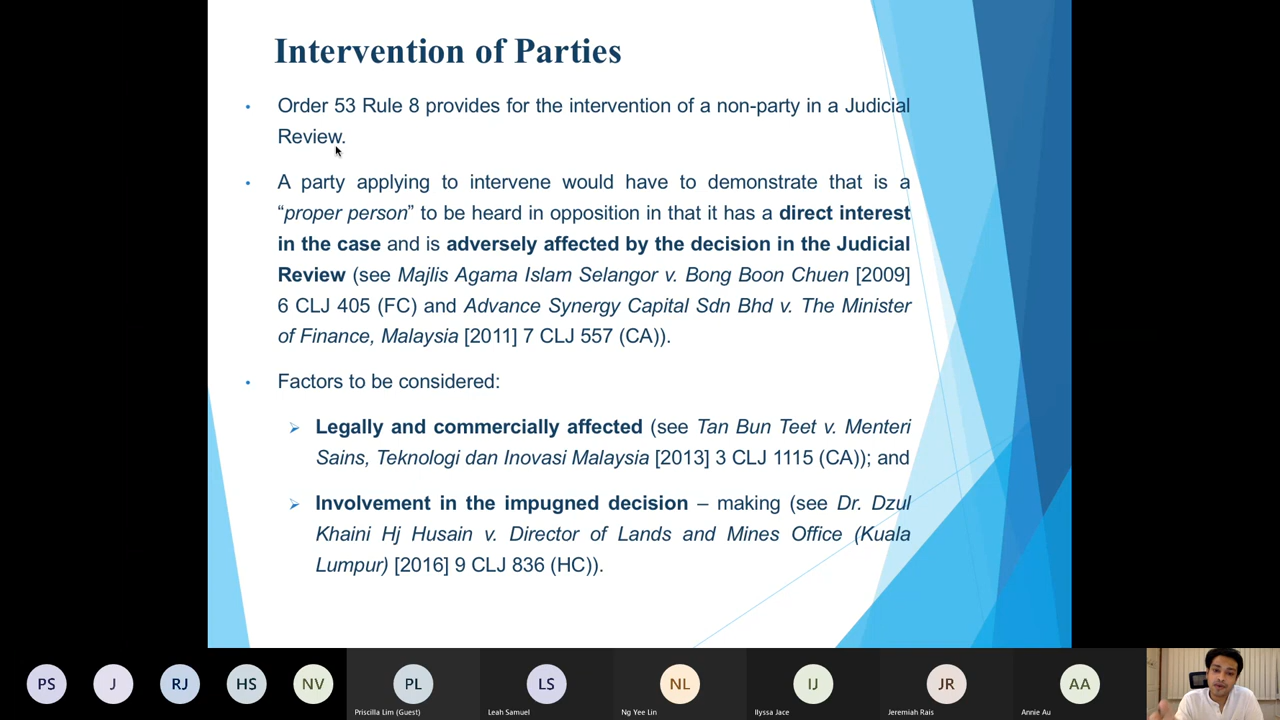 Intervention of Parties
• Order 53 Rule 8 provides for the intervention of a non-party in a Judicial
Review.
• A party applying to intervene would have to demonstrate that is a
“proper person” to be heard in opposition in that it has a direct interest
in the case and is adversely affected by the decision in the Judicial
Review (see Majlis Agama Islam Selangor v. Bong Boon Chuen [2009]
6 CLJ 405 (FC) and Advance Synergy Capital Sdn Bhd v. The Minister
of Finance, Malaysia [2011] 7 CLJ 557 (CA)).
• Factors to be considered:
➢ Legally and commercially affected (see Tan Bun Teet v. Menteri
Sains, Teknologi dan Inovasi Malaysia [2013] 3 CLJ 1115 (CA)); and
➢ Involvement in the impugned decision – making (see Dr. Dzul
Khaini Hj Husain v. Director of Lands and Mines Office (Kuala
Lumpur) [2016] 9 CLJ 836 (HC)).
PS J RJ HS NV PL LS NL IJ JR AA
Priscilla Lim (Guest) Leah Samuel Ng Yee Lin Ilyssa Jace Jeremiah Rais Annie Au